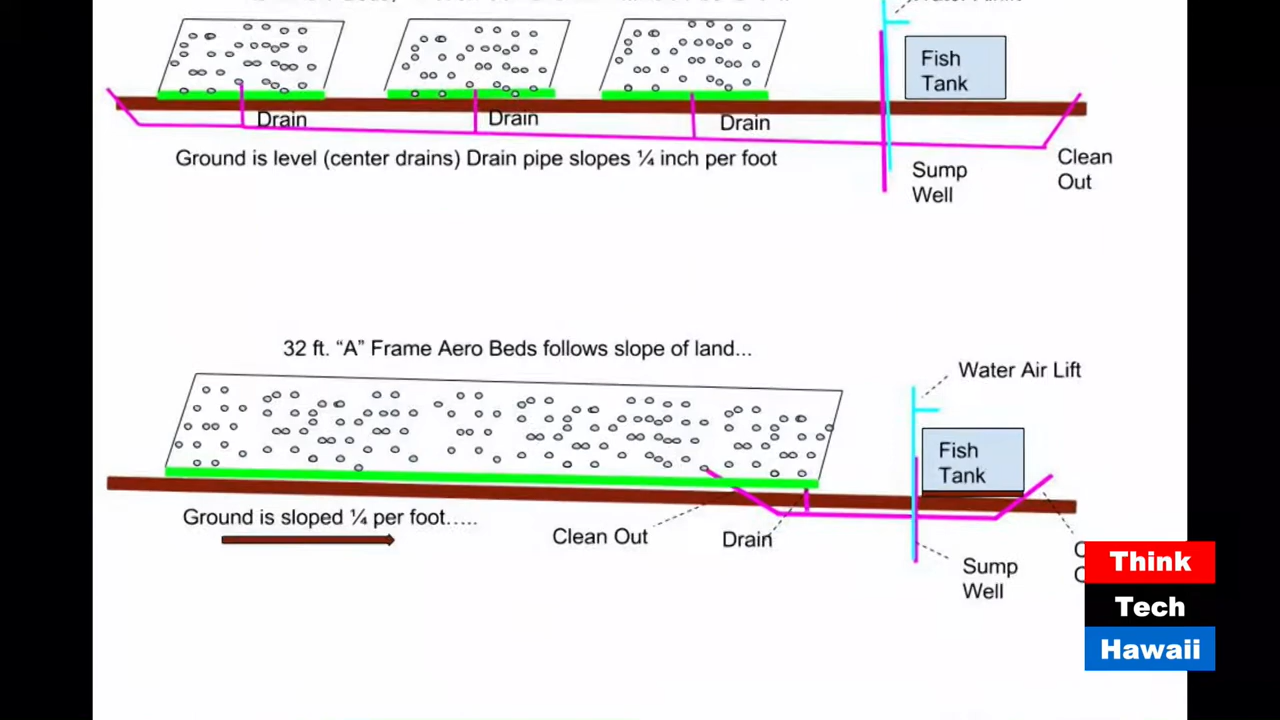 Fish
Tank
Drain
Drain
Drain
Ground is level (center drains) Drain pipe slopes ¼ inch per foot
Sump
Well
Clean
Out
32 ft. “A” Frame Aero Beds follows slope of land...
Water Air Lift
Fish
Tank
Ground is sloped ¼ per foot.....
Clean Out
Drain
Sump
Well
Think
Tech
Hawaii